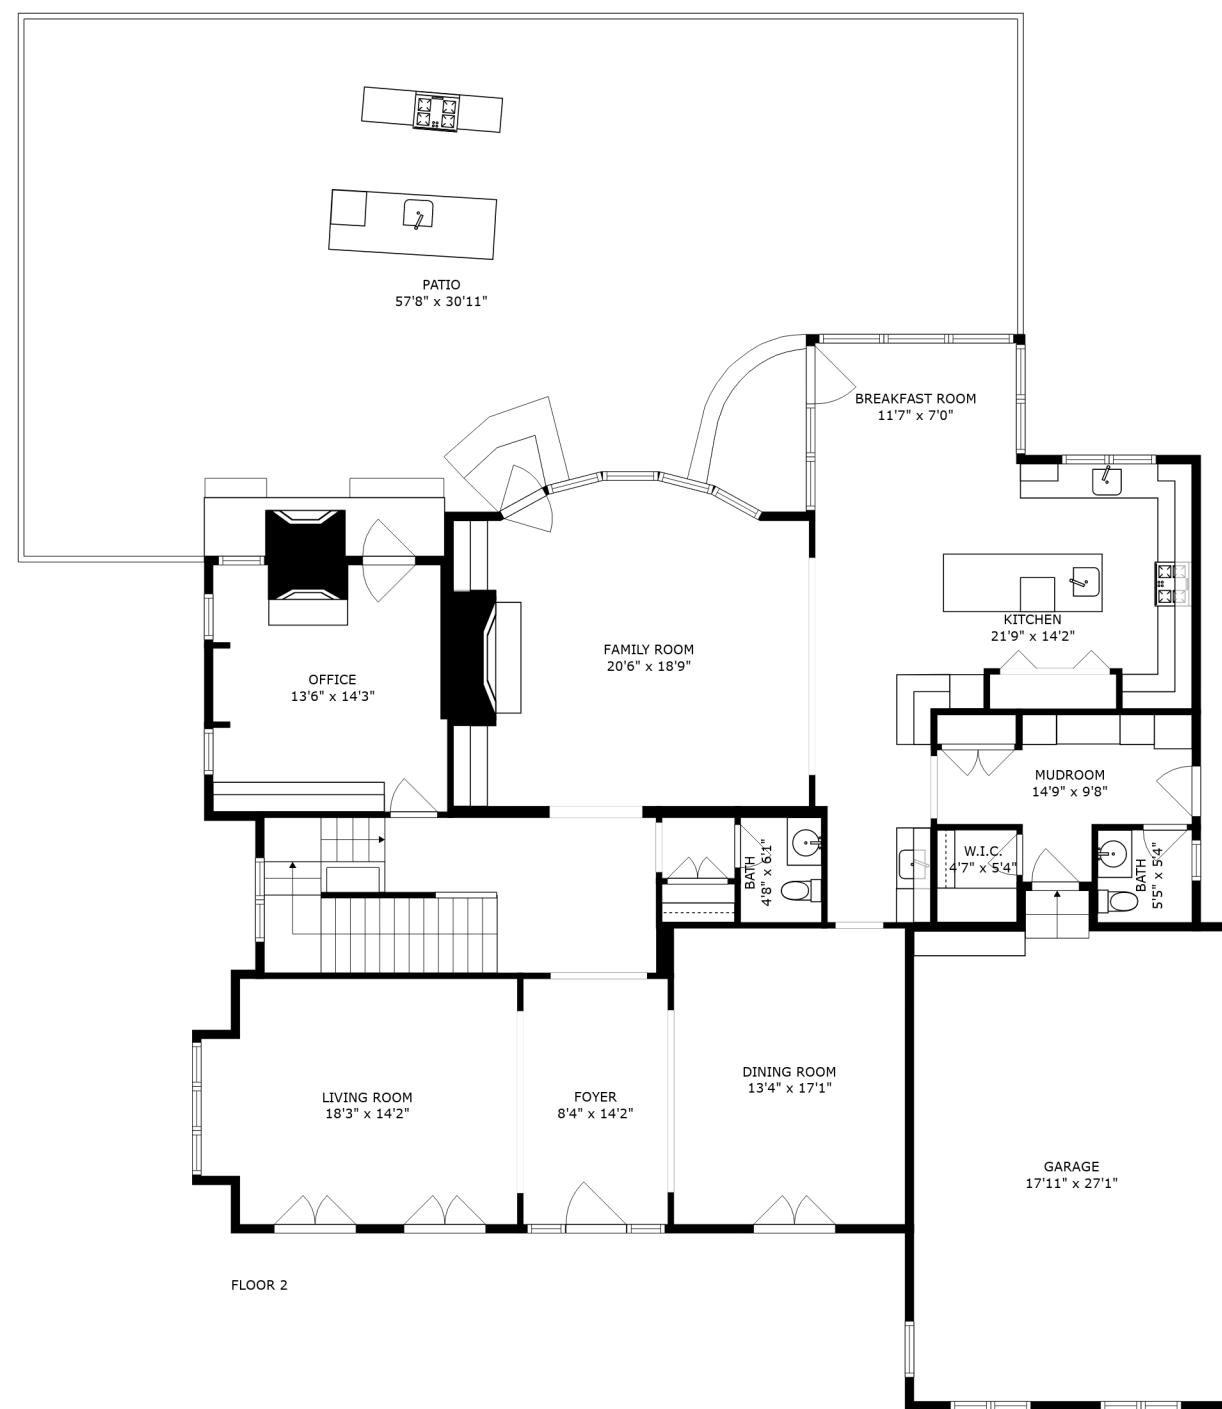 PATIO
57'8" x 30'11"
BREAKFAST ROOM
11'7" x 7'0"
KITCHEN
21'9" x 14'2"
FAMILY ROOM
20'6" x 18'9"
OFFICE
13'6" x 14'3"
MUDROOM
14'9" x 9'8"
W.I.C.
4'7" x 5'4"
BATH
4'8" x 6'1"
BATH
5'5" x 5'4"
DINING ROOM
13'4" x 17'1"
LIVING ROOM
18'3" x 14'2"
FOYER
8'4" x 14'2"
GARAGE
17'11" x 27'1"
FLOOR 2